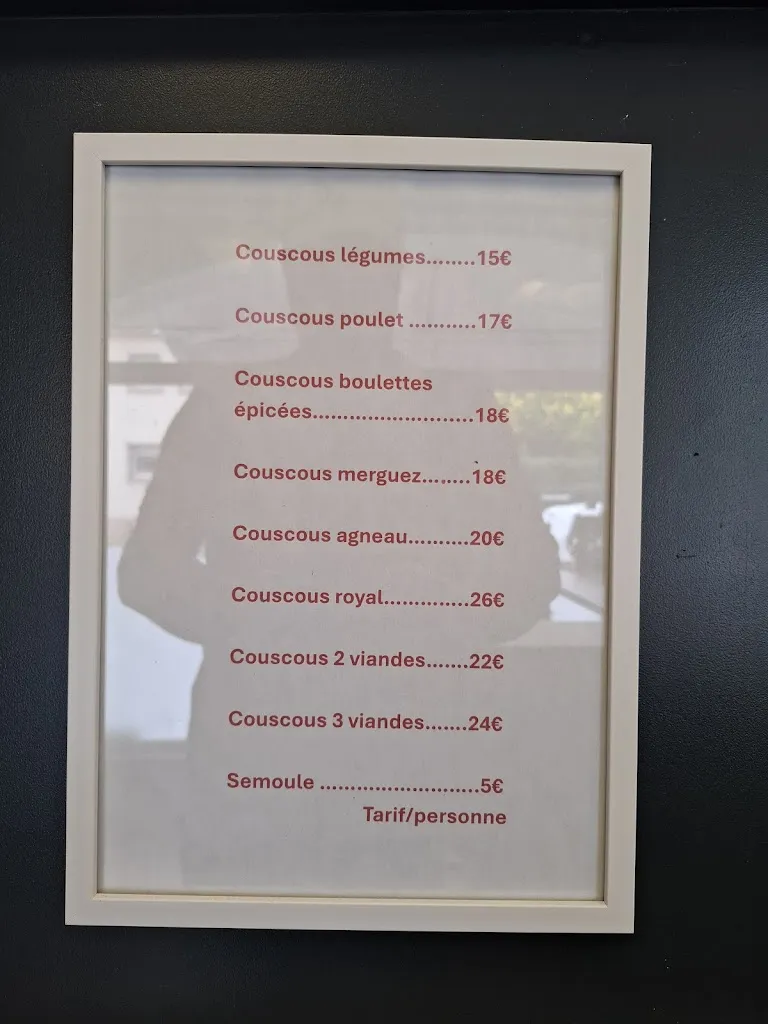 Couscous légumes........15€
Couscous poulet ...........17€
Couscous boulettes
épicées..........................18€
Couscous merguez........18€
Couscous agneau..........20€
Couscous royal..............26€
Couscous 2 viandes.......22€
Couscous 3 viandes.......24€
Semoule ..........................5€
Tarif/personne